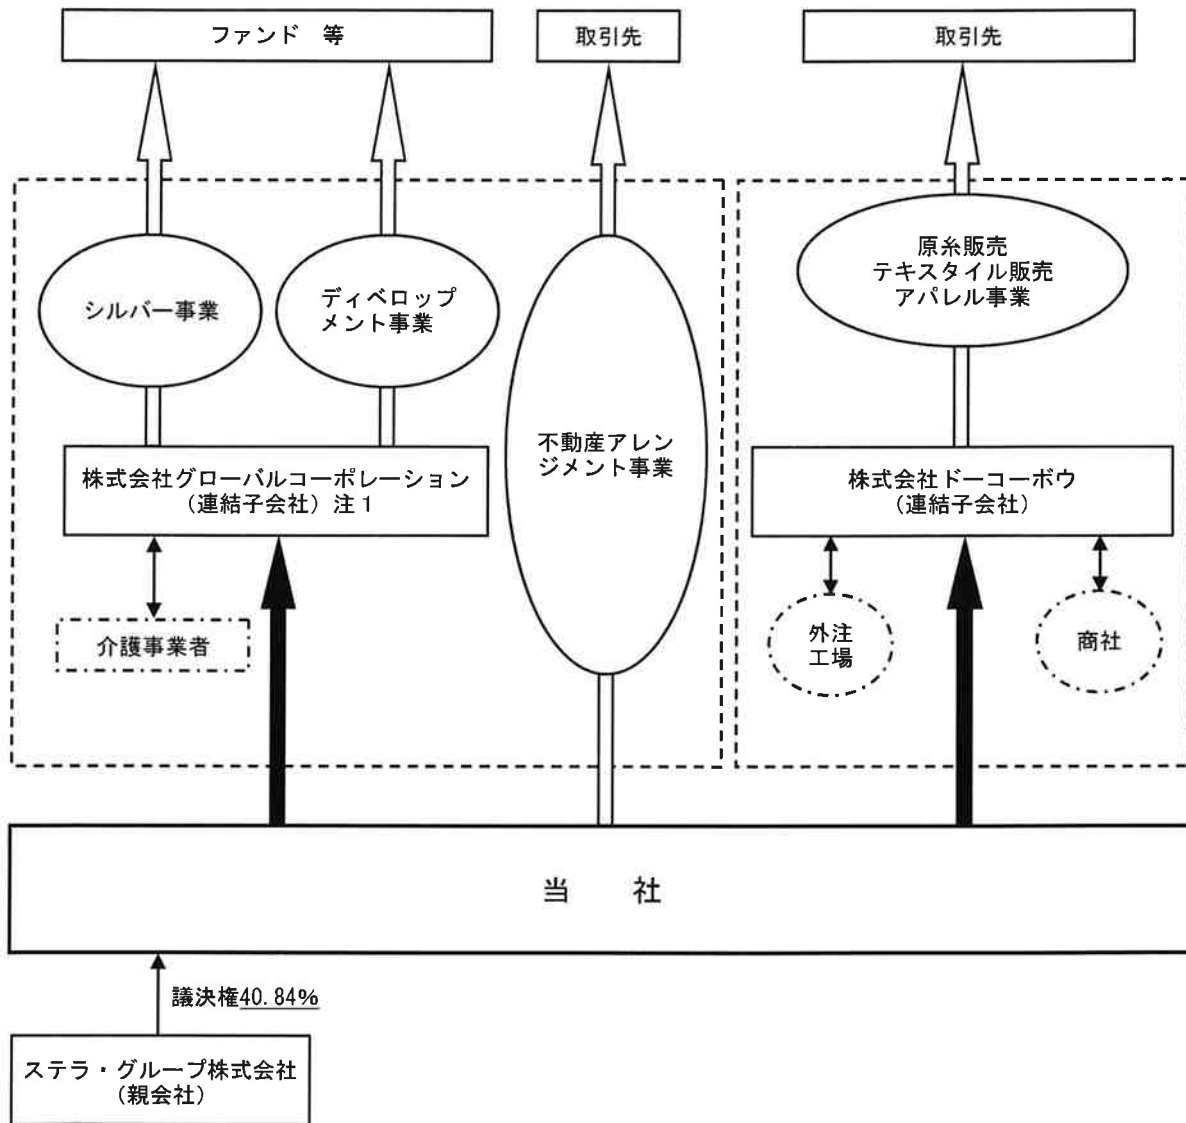 ファンド　等
取引先
取引先
シルバー事業
ディベロップ
メント事業
不動産アレン
ジメント事業
原糸販売
テキスタイル販売
アパレル事業
株式会社グローバルコーポレーション
（連結子会社）注１
株式会社ドーコーボウ
（連結子会社）
介護事業者
外注
工場
商社
当　　社
議決権40.84%
ステラ・グループ株式会社
（親会社）